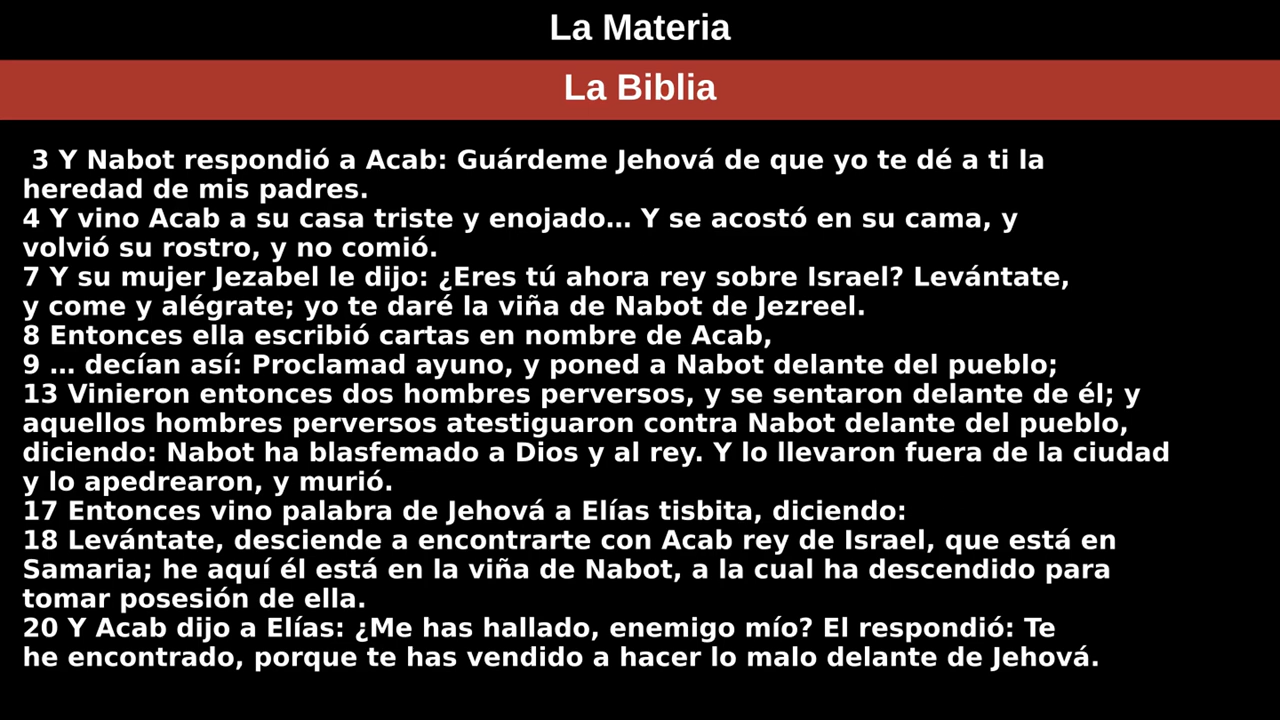 La Materia
La Biblia
3 Y Nabot respondió a Acab: Guárdeme Jehová de que yo te dé a ti la
heredad de mis padres.
4 Y vino Acab a su casa triste y enojado… Y se acostó en su cama, y
volvió su rostro, y no comió.
7 Y su mujer Jezabel le dijo: ¿Eres tú ahora rey sobre Israel? Levántate,
y come y alégrate; yo te daré la viña de Nabot de Jezreel.
8 Entonces ella escribió cartas en nombre de Acab,
9 … decían así: Proclamad ayuno, y poned a Nabot delante del pueblo;
13 Vinieron entonces dos hombres perversos, y se sentaron delante de él; y
aquellos hombres perversos atestiguaron contra Nabot delante del pueblo,
diciendo: Nabot ha blasfemado a Dios y al rey. Y lo llevaron fuera de la ciudad
y lo apedrearon, y murió.
17 Entonces vino palabra de Jehová a Elías tisbita, diciendo:
18 Levántate, desciende a encontrarte con Acab rey de Israel, que está en
Samaria; he aquí él está en la viña de Nabot, a la cual ha descendido para
tomar posesión de ella.
20 Y Acab dijo a Elías: ¿Me has hallado, enemigo mío? El respondió: Te
he encontrado, porque te has vendido a hacer lo malo delante de Jehová.